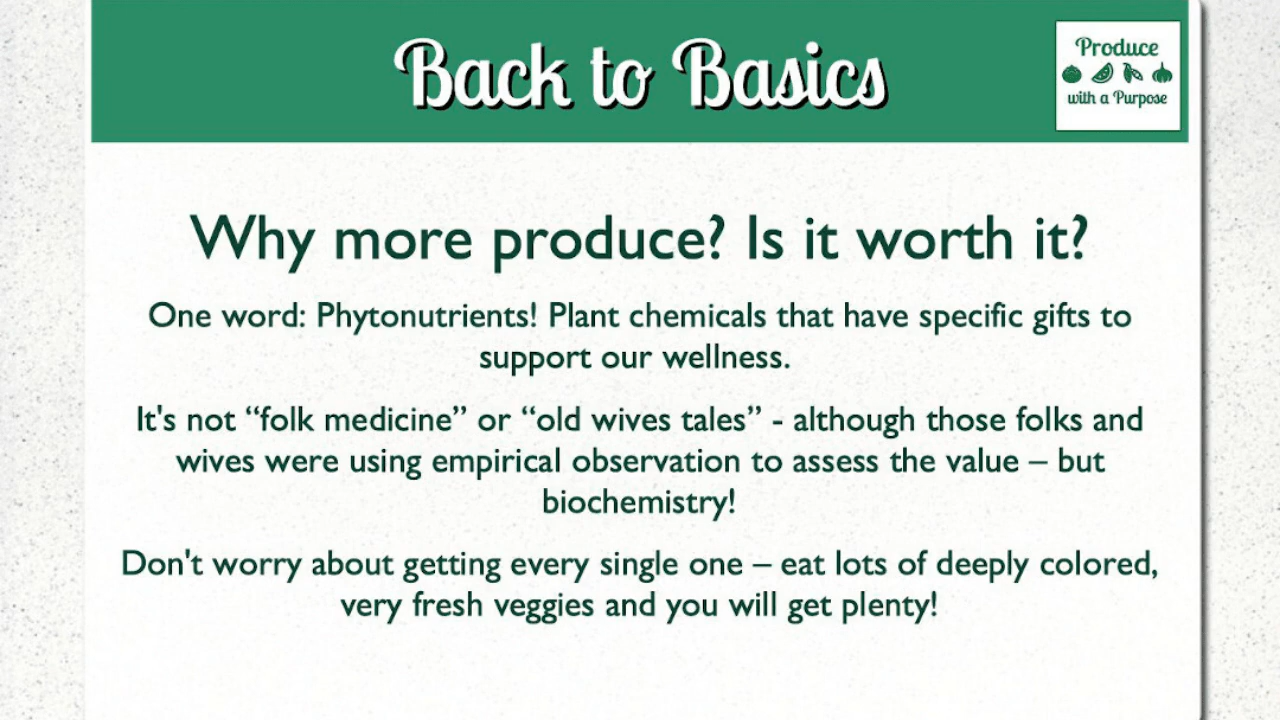 Back to Basics
Produce
with a Purpose
Why more produce? Is it worth it?
One word: Phytonutrients! Plant chemicals that have specific gifts to
support our wellness.
It's not “folk medicine” or “old wives tales” - although those folks and
wives were using empirical observation to assess the value – but
biochemistry!
Don't worry about getting every single one – eat lots of deeply colored,
very fresh veggies and you will get plenty!